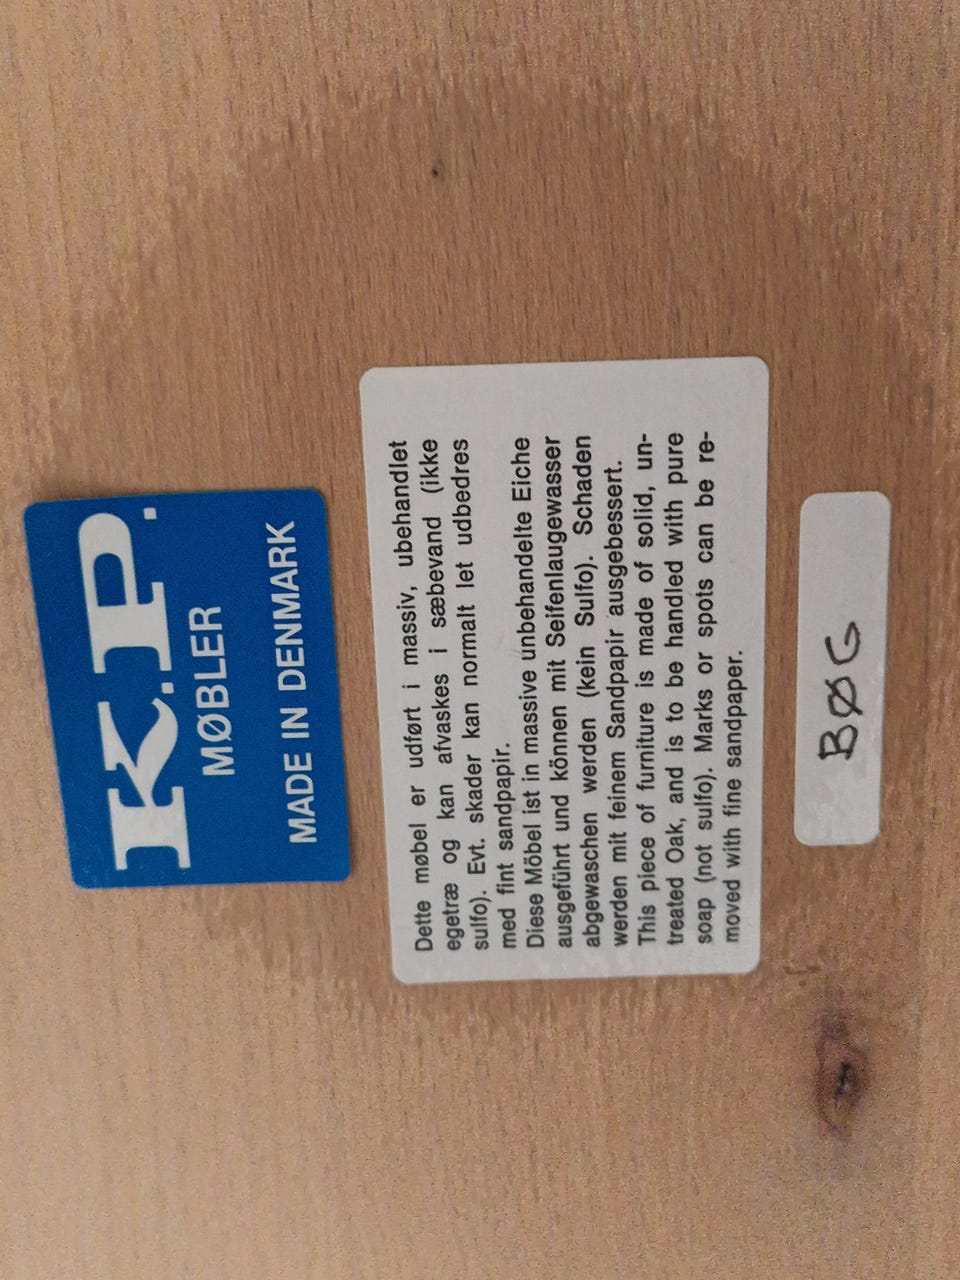 K.P.
MØBLER
MADE IN DENMARK
Dette møbel er udført i massiv, ubehandlet
egetræ og kan afvaskes i sæbevand (ikke
sulfo). Evt. skader kan normalt let udbedres
med fint sandpapir.
Diese Möbel ist in massive unbehandelte Eiche
ausgeführt und können mit Seifenlaugewasser
abgewaschen werden (kein Sulfo). Schaden
werden mit feinem Sandpapir ausgebessert.
This piece of furniture is made of solid, un-
treated Oak, and is to be handled with pure
soap (not sulfo). Marks or spots can be re-
moved with fine sandpaper.
BØG